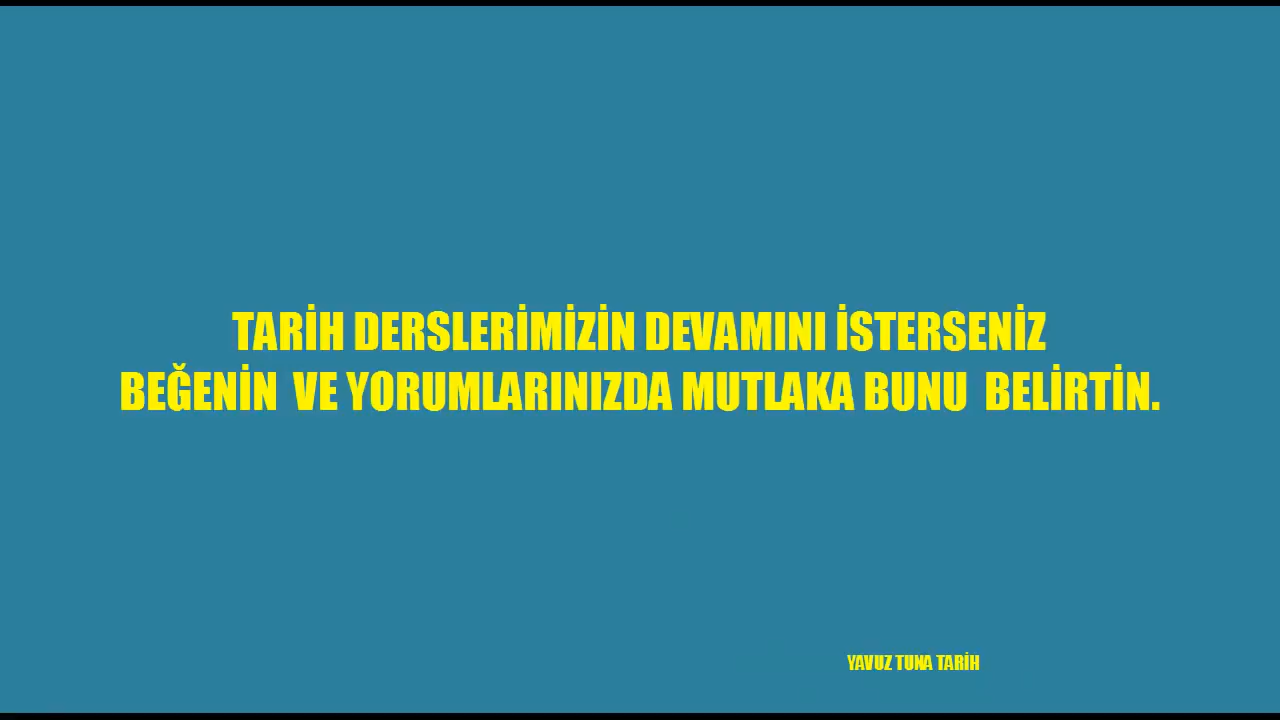 TARİH DERSLERİMİZİN DEVAMINI İSTERSENİZ
BEĞENİN  VE YORUMLARINIZDA MUTLAKA BUNU  BELİRTİN.
YAVUZ TUNA TARİH